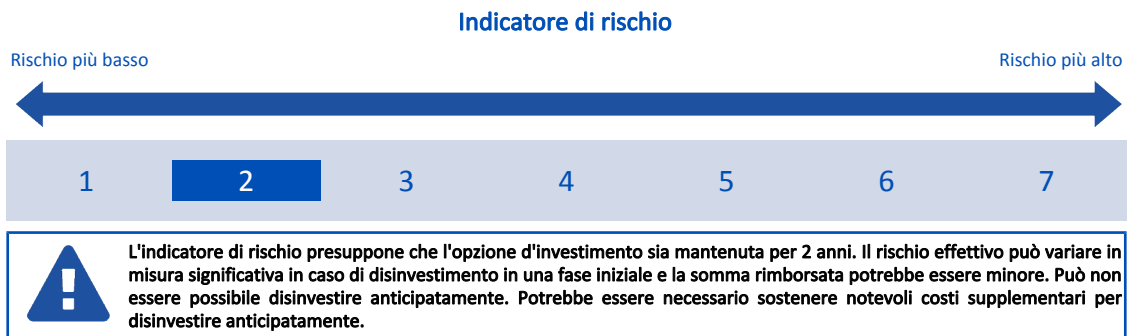 Indicatore di rischio
Rischio più basso
Rischio più alto
1 2 3 4 5 6 7
L'indicatore di rischio presuppone che l'opzione d'investimento sia mantenuta per 2 anni. Il rischio effettivo può variare in
misura significativa in caso di disinvestimento in una fase iniziale e la somma rimborsata potrebbe essere minore. Può non
essere possibile disinvestire anticipatamente. Potrebbe essere necessario sostenere notevoli costi supplementari per
disinvestire anticipatamente.